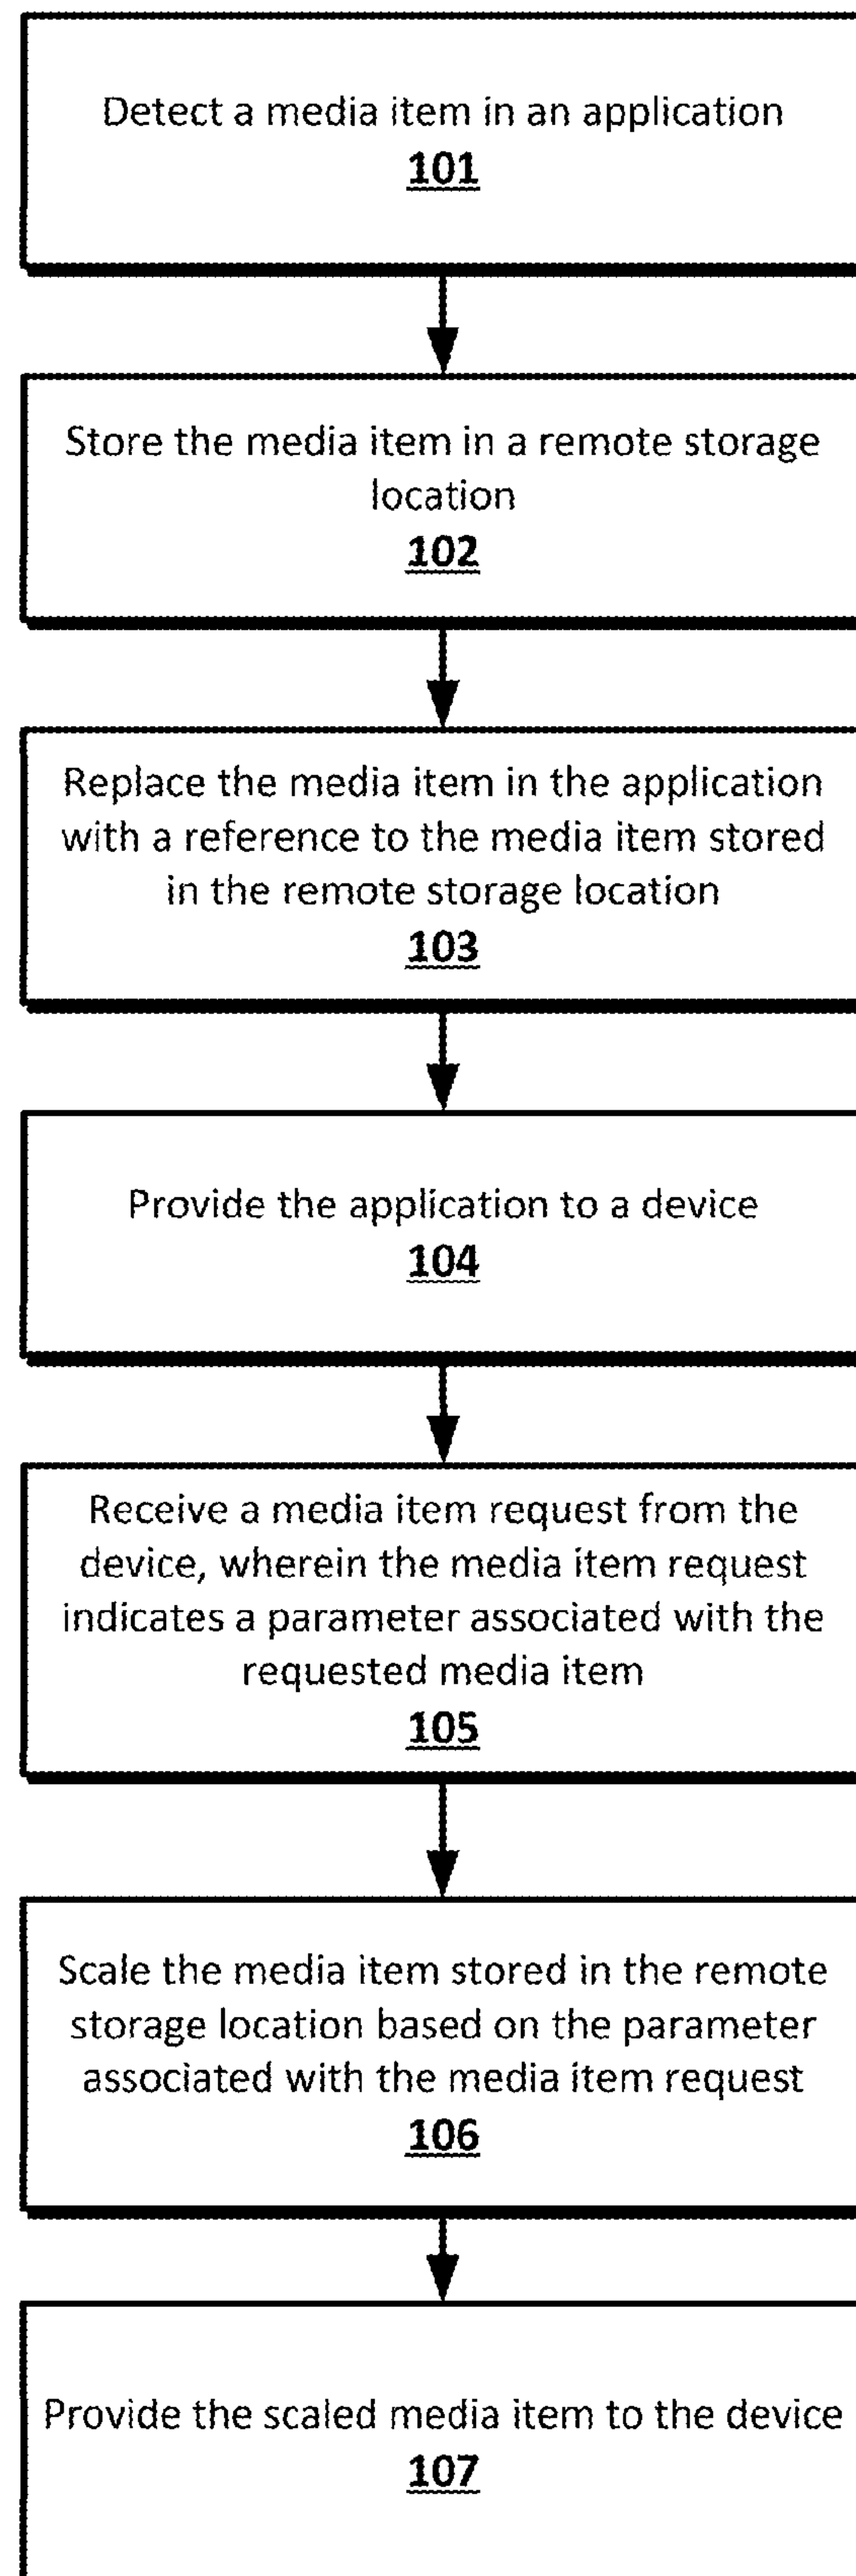 Detect a media item in an application
101
Store the media item in a remote storage
location
102
Replace the media item in the application
with a reference to the media item stored
in the remote storage location
103
Provide the application to a device
104
Receive a media item request from the
device, wherein the media item request
indicates a parameter associated with the
requested media item
105
Scale the media item stored in the remote
storage location based on the parameter
associated with the media item request
106
Provide the scaled media item to the device
107